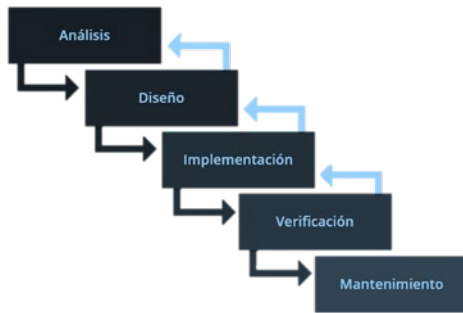 Análisis
Diseño
Implementación
Verificación
Mantenimiento